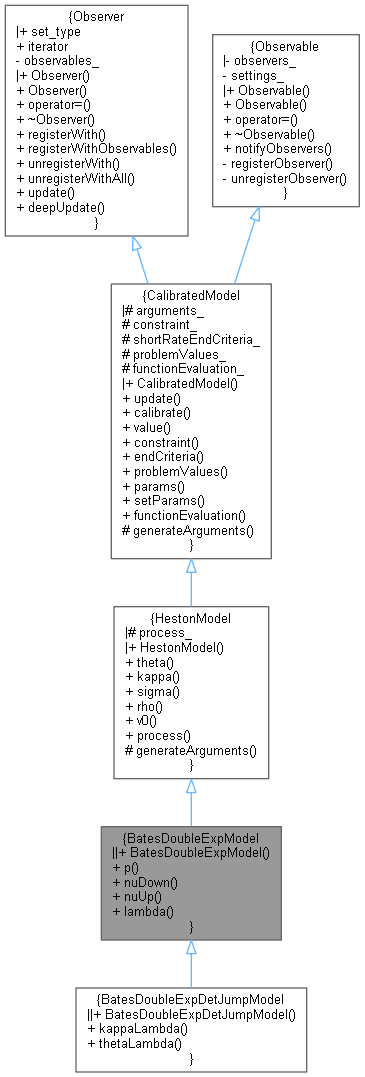 {Observer
|+ set_type
+ iterator
- observables_
|+ Observer()
+ Observer()
+ operator=()
+ ~Observer()
+ registerWith()
+ registerWithObservables()
+ unregisterWith()
+ unregisterWithAll()
+ update()
+ deepUpdate()
}
{Observable
|- observers_
- settings_
|+ Observable()
+ Observable()
+ operator=()
+ ~Observable()
+ notifyObservers()
- registerObserver()
- unregisterObserver()
}
{CalibratedModel
|# arguments_
# constraint_
# shortRateEndCriteria_
# problemValues_
# functionEvaluation_
|+ CalibratedModel()
+ update()
+ calibrate()
+ value()
+ constraint()
+ endCriteria()
+ problemValues()
+ params()
+ setParams()
+ functionEvaluation()
# generateArguments()
}
{HestonModel
|# process_
|+ HestonModel()
+ theta()
+ kappa()
+ sigma()
+ rho()
+ v0()
+ process()
# generateArguments()
}
{BatesDoubleExpModel
||+ BatesDoubleExpModel()
+ p()
+ nuDown()
+ nuUp()
+ lambda()
}
{BatesDoubleExpDetJumpModel
||+ BatesDoubleExpDetJumpModel()
+ kappaLambda()
+ thetaLambda()
}